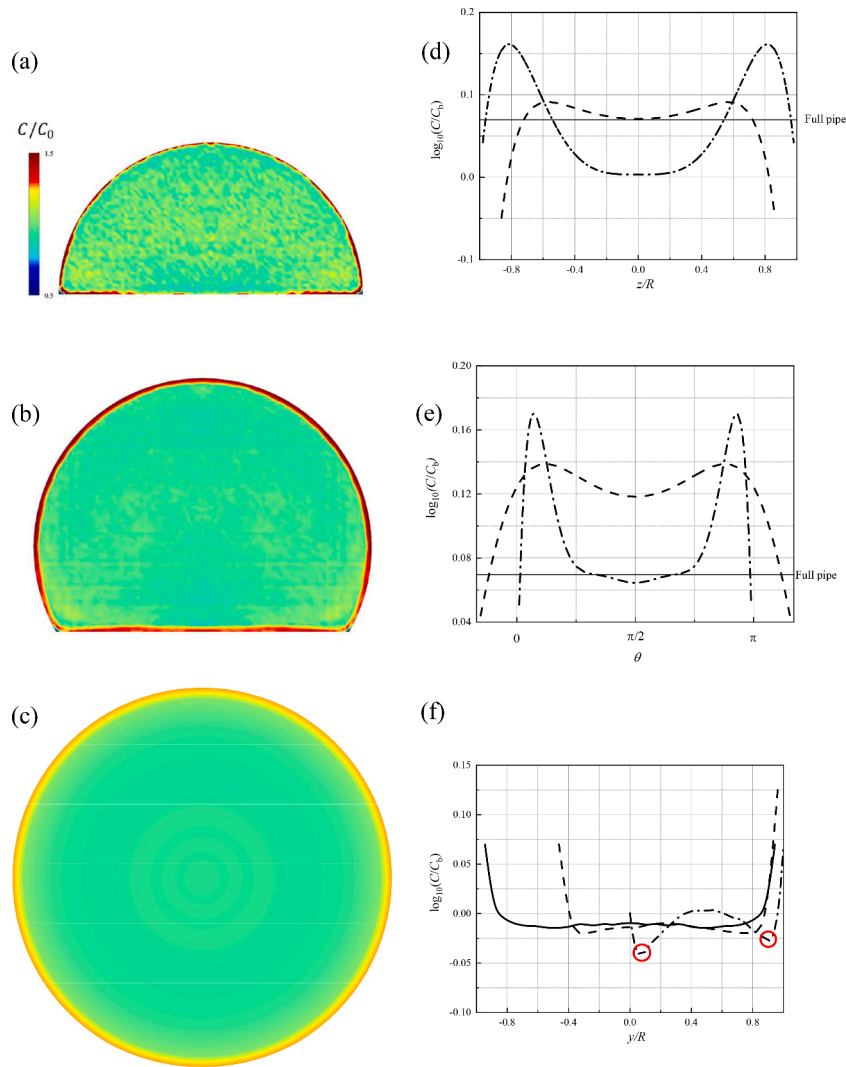 (a)
C/C0
1.5
0.5
(b)
(c)
(d)
0.2
0.1
0.0
-0.1
log10(C/Cb)
Full pipe
-0.8 -0.4 0.0 0.4 0.8
z/R
(e)
0.20
0.16
0.12
0.08
0.04
log10(C/Cb)
Full pipe
0 π/2 π
θ
(f)
0.15
0.10
0.05
0.00
-0.05
-0.10
log10(C/Cb)
-0.8 -0.4 0.0 0.4 0.8
y/R